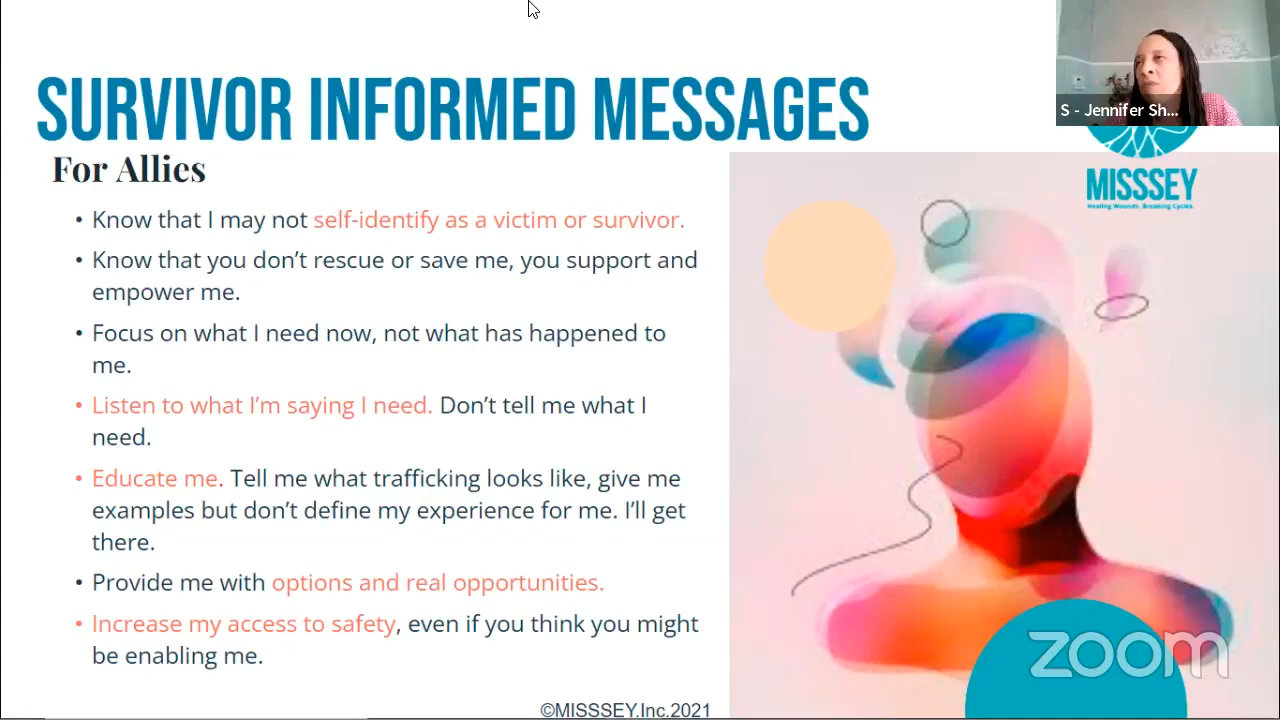 SURVIVOR INFORMED MESSAGES
For Allies
• Know that I may not self-identify as a victim or survivor.
• Know that you don’t rescue or save me, you support and
empower me.
• Focus on what I need now, not what has happened to
me.
• Listen to what I’m saying I need. Don’t tell me what I
need.
• Educate me. Tell me what trafficking looks like, give me
examples but don’t define my experience for me. I’ll get
there.
• Provide me with options and real opportunities.
• Increase my access to safety, even if you think you might
be enabling me.
©MISSSEY.Inc.2021
S - Jennifer Sh...
MISSSEY
Healing Wounds. Breaking Cycles.
zoom